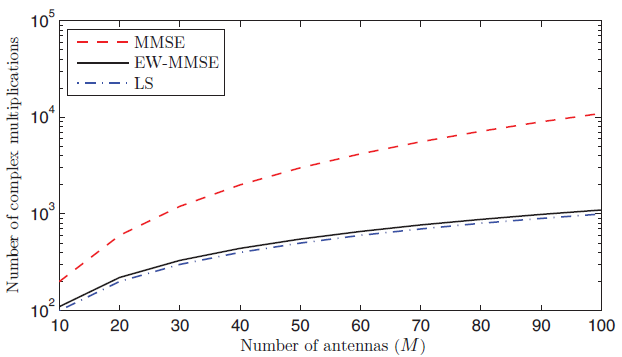 Number of complex multiplications
10^5
10^4
10^3
10^2
MMSE
EW-MMSE
LS
10 20 30 40 50 60 70 80 90 100
Number of antennas (M)